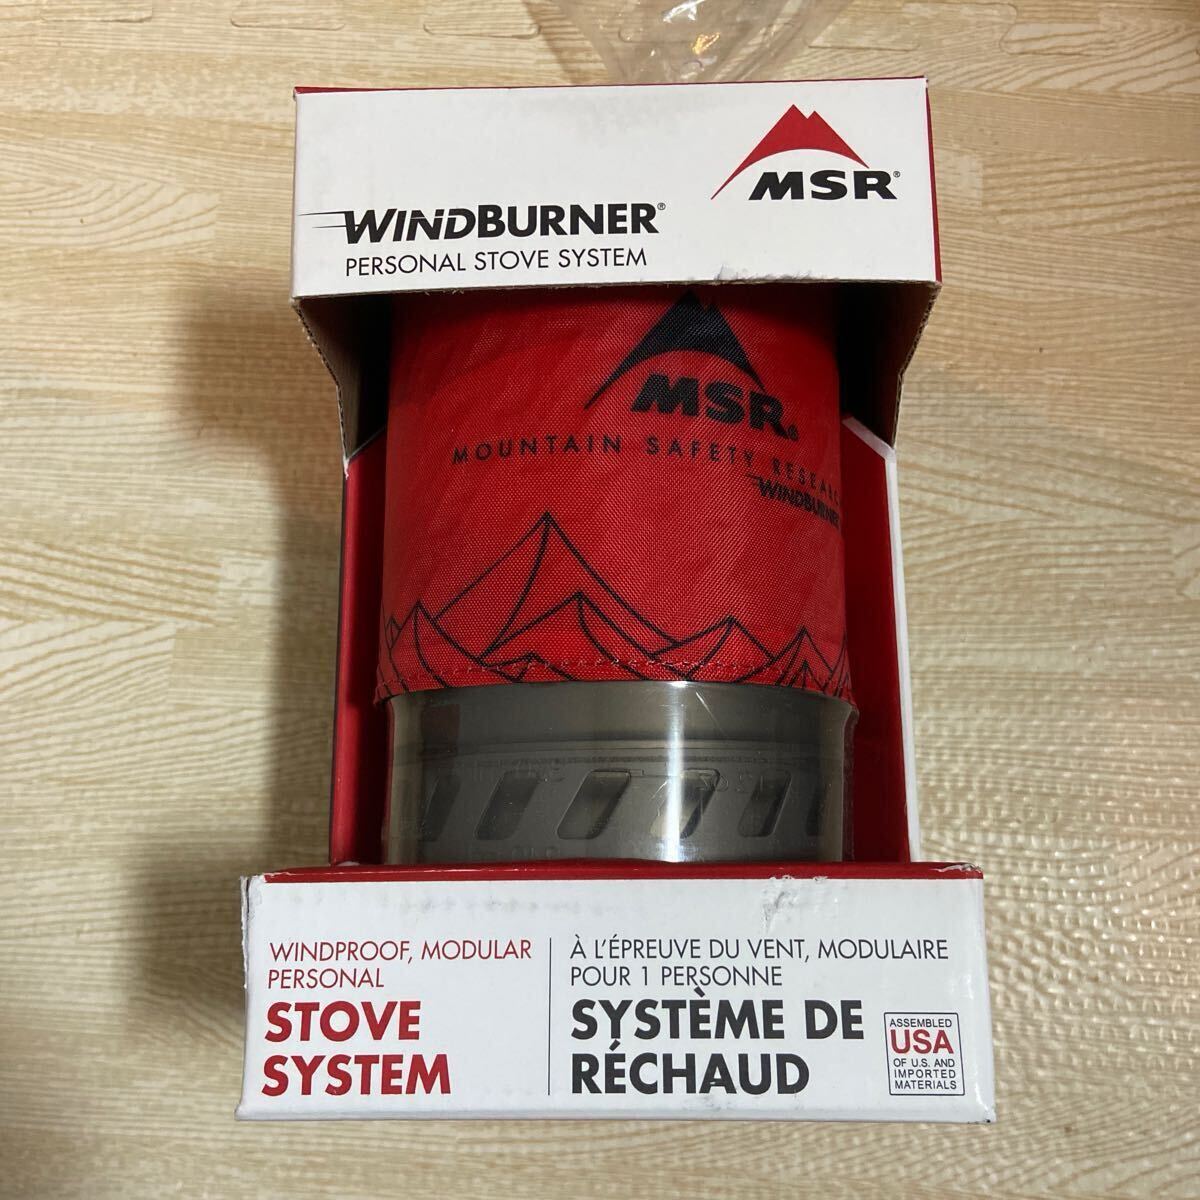 MSR®
WINDBURNER®
PERSONAL STOVE SYSTEM
MSR®
MOUNTAIN SAFETY RESEARC
WINDBURNER
WINDPROOF, MODULAR
PERSONAL
STOVE
SYSTEM
À L'ÉPREUVE DU VENT, MODULAIRE
POUR 1 PERSONNE
SYSTÈME DE
RÉCHAUD
ASSEMBLED
USA
OF U.S. AND
IMPORTED
MATERIALS